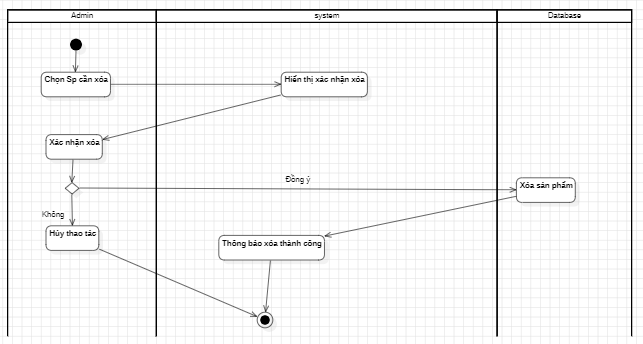 Admin
system
Database
Chọn Sp cần xóa
Hiển thị xác nhận xóa
Xác nhận xóa
Đồng ý
Xóa sản phẩm
Không
Hủy thao tác
Thông báo xóa thành công